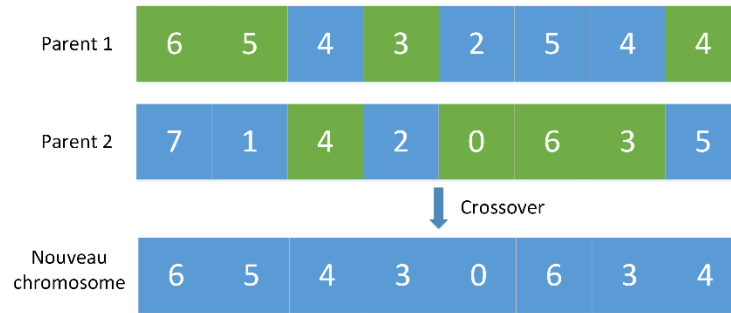 Parent 1 6 5 4 3 2 5 4 4
Parent 2 7 1 4 2 0 6 3 5
Crossover
Nouveau
chromosome 6 5 4 3 0 6 3 4